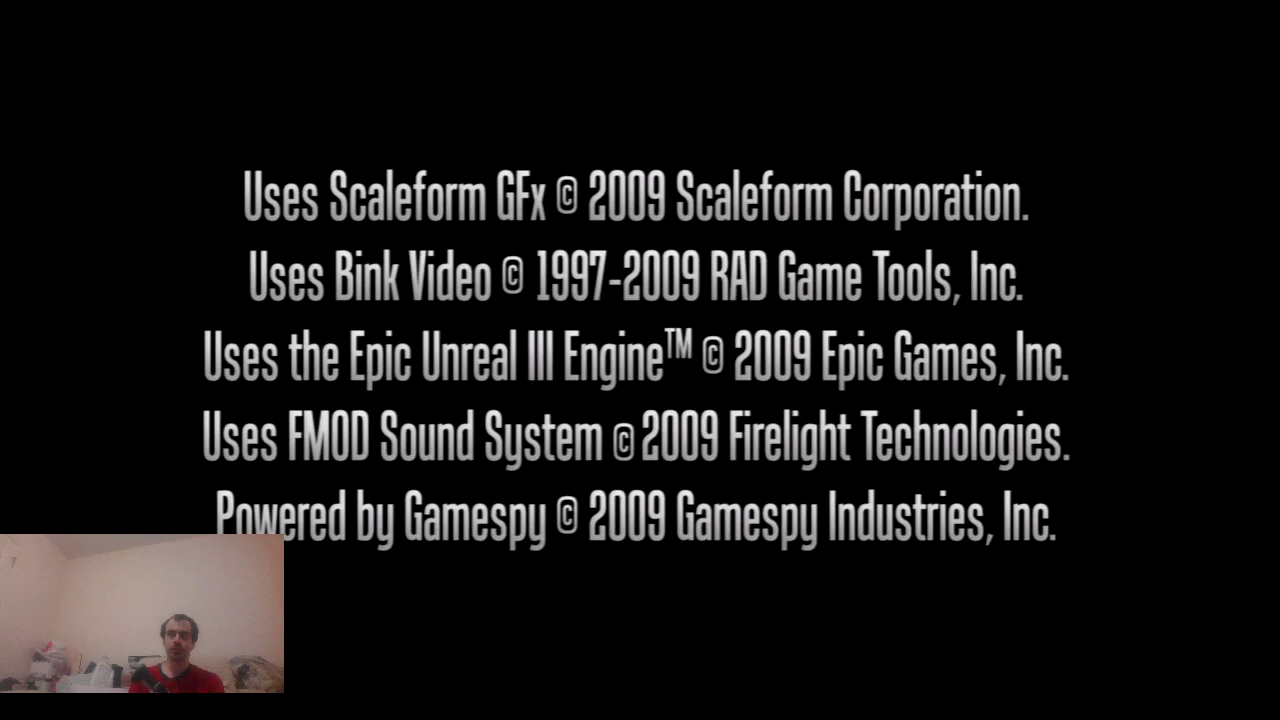 Uses Scaleform GFx © 2009 Scaleform Corporation.
Uses Bink Video © 1997-2009 RAD Game Tools, Inc.
Uses the Epic Unreal III Engine™ © 2009 Epic Games, Inc.
Uses FMOD Sound System © 2009 Firelight Technologies.
Powered by Gamespy © 2009 Gamespy Industries, Inc.